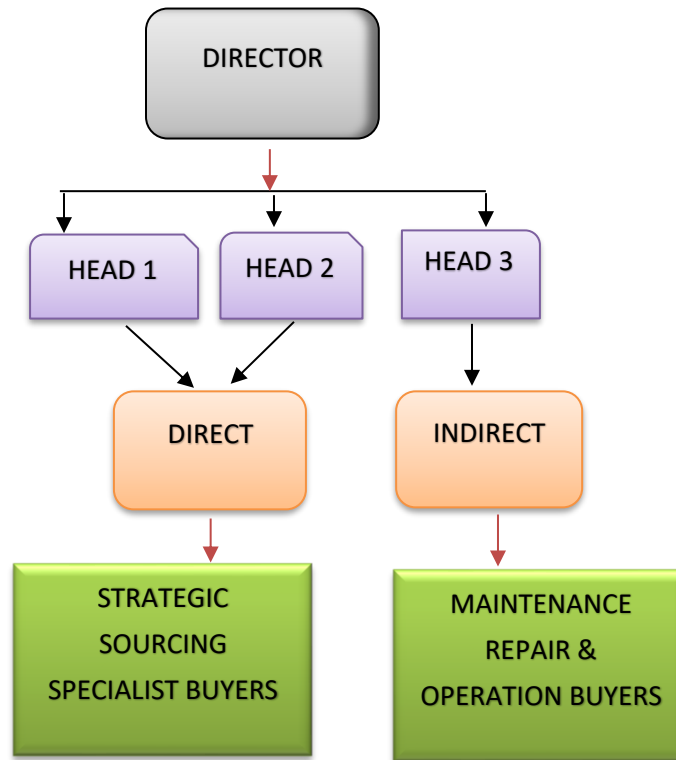 DIRECTOR
HEAD 1
HEAD 2
HEAD 3
DIRECT
INDIRECT
STRATEGIC
SOURCING
SPECIALIST BUYERS
MAINTENANCE
REPAIR &
OPERATION BUYERS